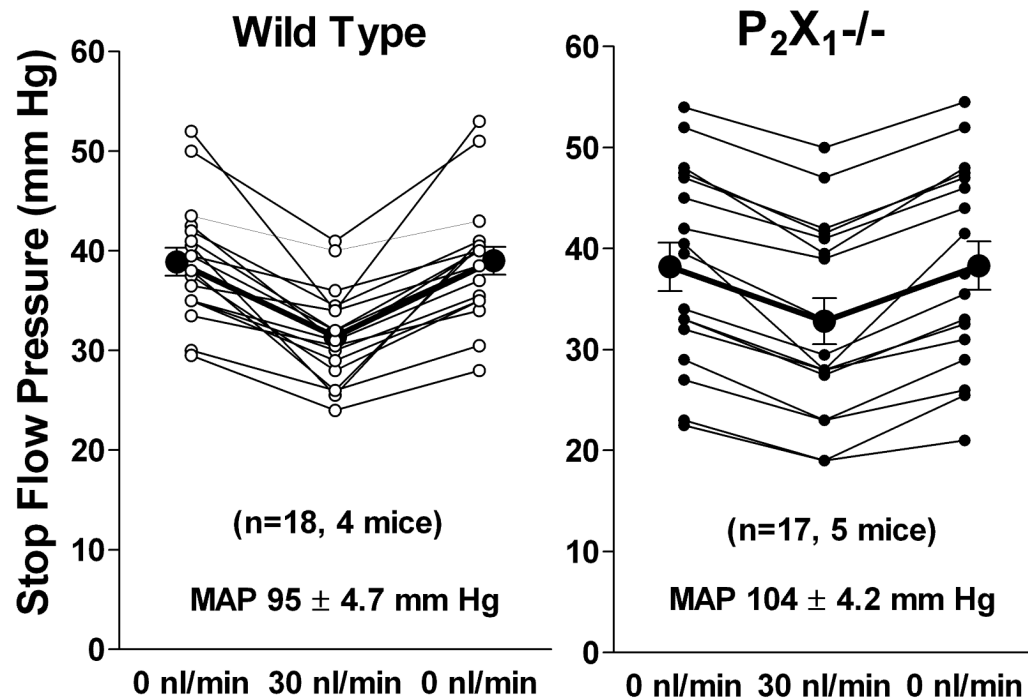 Wild Type
P₂X₁-/-
Stop Flow Pressure (mm Hg)
60
50
40
30
20
10
0
(n=18, 4 mice)
MAP 95 ± 4.7 mm Hg
0 nl/min 30 nl/min 0 nl/min
60
50
40
30
20
10
0
(n=17, 5 mice)
MAP 104 ± 4.2 mm Hg
0 nl/min 30 nl/min 0 nl/min